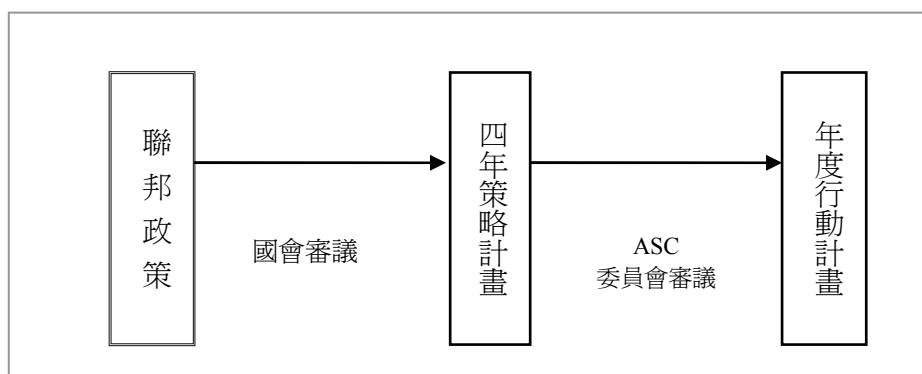 聯邦政策
國會審議
四年策略計畫
ASC
委員會審議
年度行動計畫